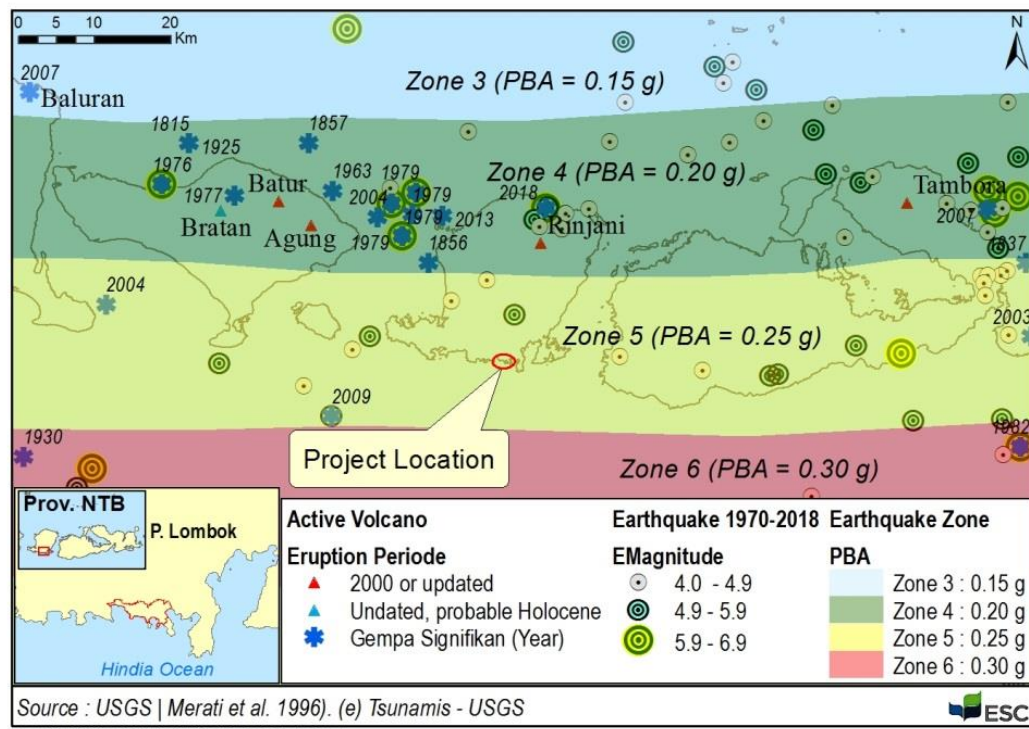 0 5 10 20
Km
N
Zone 3 (PBA = 0.15 g)
2007
Baluran
1815
1925
1857
1976
1977
Batur
Bratan
Agung
1963
1979
2004
1979
1979
1979
2013
1856
Zone 4 (PBA = 0.20 g)
2018
Rinjani
Tambora
2007
1837
2004
Zone 5 (PBA = 0.25 g)
2003
2009
1930
1982
Project Location
Zone 6 (PBA = 0.30 g)
Prov. NTB
P. Lombok
Hindia Ocean
Active Volcano
Eruption Periode
2000 or updated
Undated, probable Holocene
Gempa Signifikan (Year)
Earthquake 1970-2018
EMagnitude
4.0 - 4.9
4.9 - 5.9
5.9 - 6.9
Earthquake Zone
PBA
Zone 3 : 0.15 g
Zone 4 : 0.20 g
Zone 5 : 0.25 g
Zone 6 : 0.30 g
Source : USGS | Merati et al. 1996). (e) Tsunamis - USGS
ESC